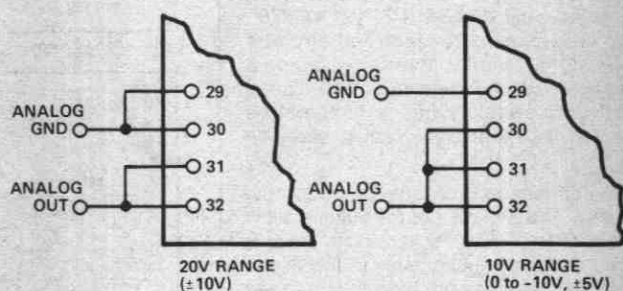 ANALOG
GND
ANALOG
OUT
29
30
31
32
20V RANGE
(±10V)
ANALOG
GND
ANALOG
OUT
29
30
31
32
10V RANGE
(0 to -10V, ±5V)